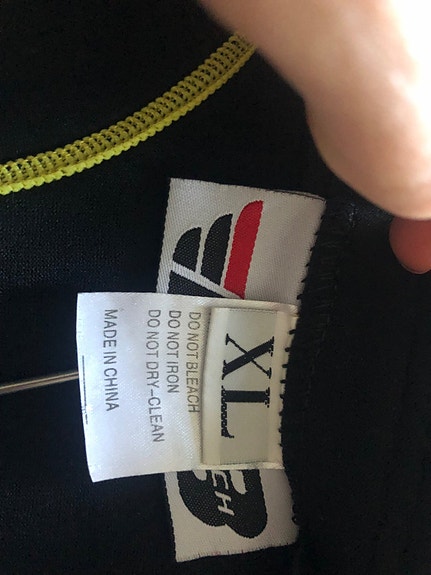 XL
DO NOT BLEACH
DO NOT IRON
DO NOT DRY-CLEAN
MADE IN CHINA